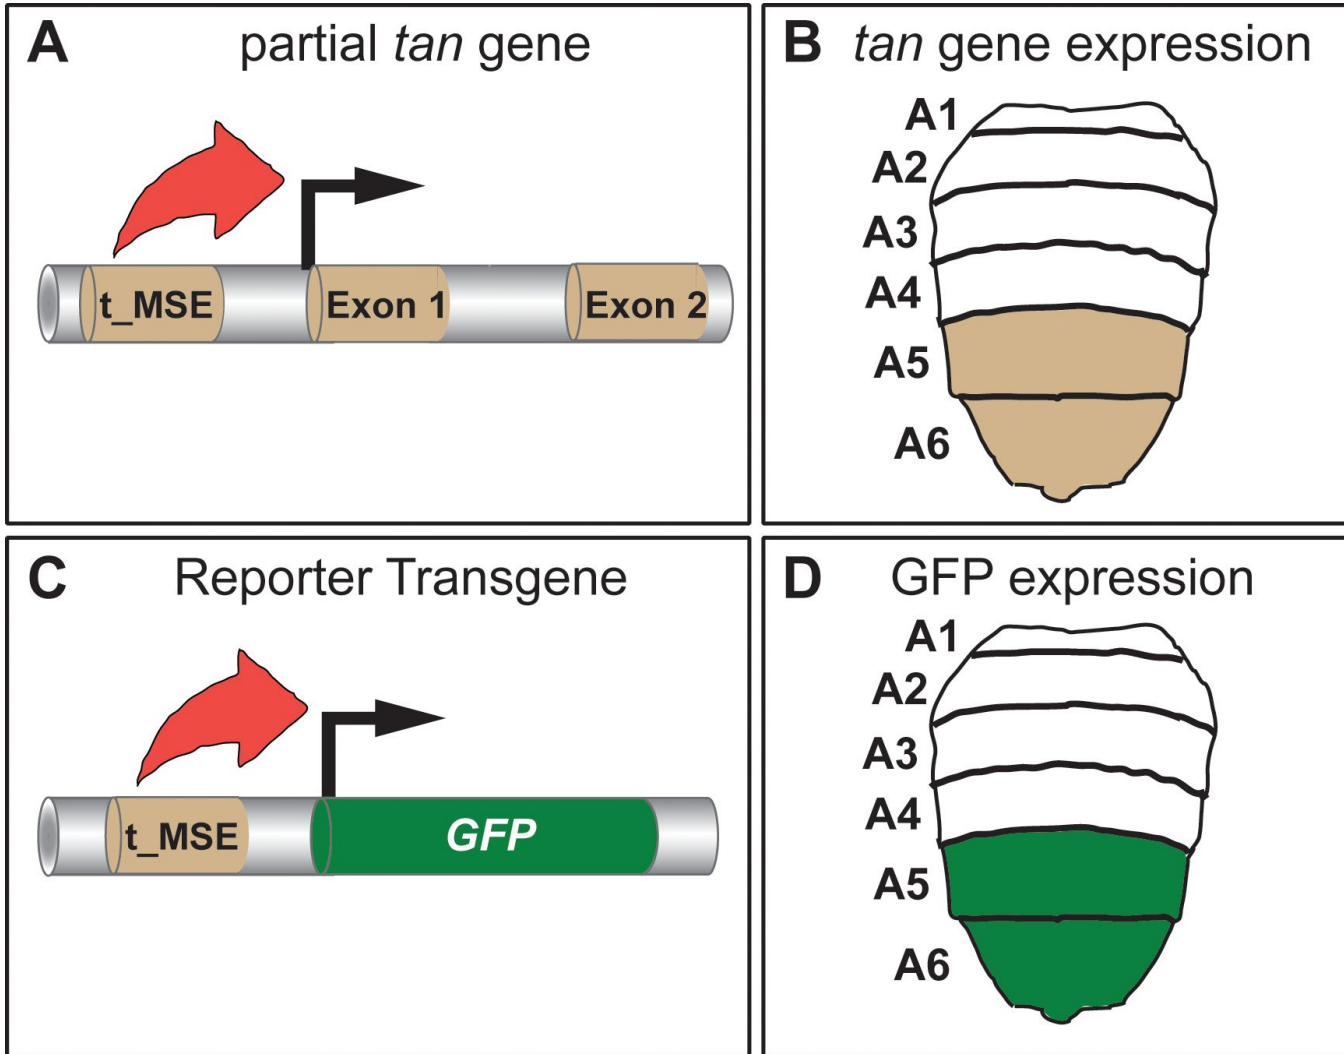 A partial tan gene
t_MSE Exon 1 Exon 2
B tan gene expression
A1
A2
A3
A4
A5
A6
C Reporter Transgene
t_MSE GFP
D GFP expression
A1
A2
A3
A4
A5
A6